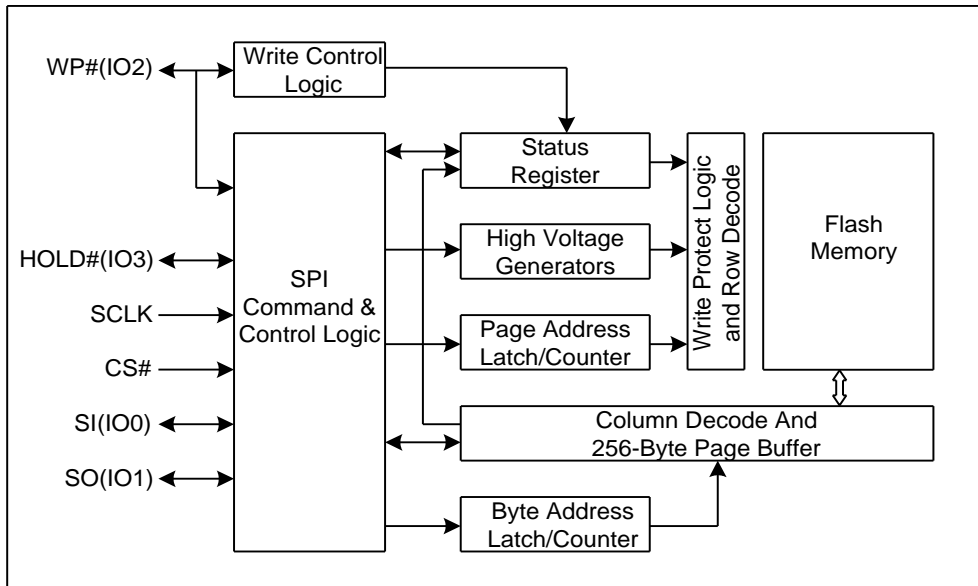 WP#(IO2)
Write Control
Logic
Status
Register
HOLD#(IO3)
SCLK
CS#
SI(IO0)
SO(IO1)
SPI
Command &
Control Logic
High Voltage
Generators
Page Address
Latch/Counter
Write Protect Logic
and Row Decode
Flash
Memory
Column Decode And
256-Byte Page Buffer
Byte Address
Latch/Counter